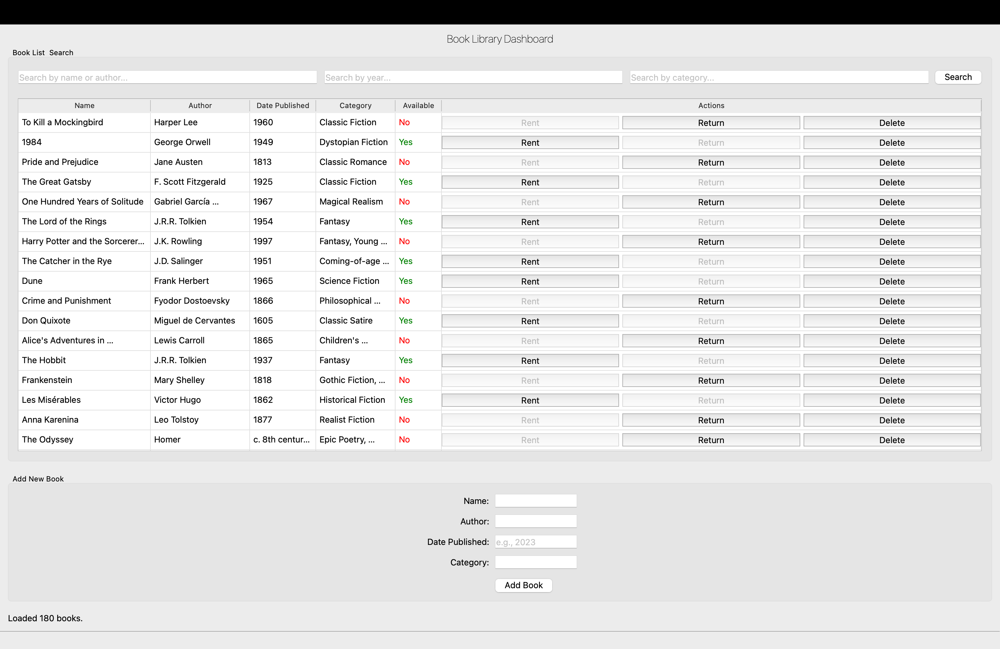 Book Library Dashboard
Book List Search
Search by name or author... Search by year... Search by category... Search
Name Author Date Published Category Available Actions
To Kill a Mockingbird Harper Lee 1960 Classic Fiction No Rent Return Delete
1984 George Orwell 1949 Dystopian Fiction Yes Rent Return Delete
Pride and Prejudice Jane Austen 1813 Classic Romance No Rent Return Delete
The Great Gatsby F. Scott Fitzgerald 1925 Classic Fiction Yes Rent Return Delete
One Hundred Years of Solitude Gabriel García ... 1967 Magical Realism No Rent Return Delete
The Lord of the Rings J.R.R. Tolkien 1954 Fantasy Yes Rent Return Delete
Harry Potter and the Sorcerer... J.K. Rowling 1997 Fantasy, Young ... No Rent Return Delete
The Catcher in the Rye J.D. Salinger 1951 Coming-of-age ... Yes Rent Return Delete
Dune Frank Herbert 1965 Science Fiction Yes Rent Return Delete
Crime and Punishment Fyodor Dostoevsky 1866 Philosophical ... No Rent Return Delete
Don Quixote Miguel de Cervantes 1605 Classic Satire Yes Rent Return Delete
Alice's Adventures in ... Lewis Carroll 1865 Children's ... No Rent Return Delete
The Hobbit J.R.R. Tolkien 1937 Fantasy Yes Rent Return Delete
Frankenstein Mary Shelley 1818 Gothic Fiction, ... No Rent Return Delete
Les Misérables Victor Hugo 1862 Historical Fiction Yes Rent Return Delete
Anna Karenina Leo Tolstoy 1877 Realist Fiction No Rent Return Delete
The Odyssey Homer c. 8th centur... Epic Poetry, ... No Rent Return Delete
Add New Book
Name:
Author:
Date Published: e.g., 2023
Category:
Add Book
Loaded 180 books.